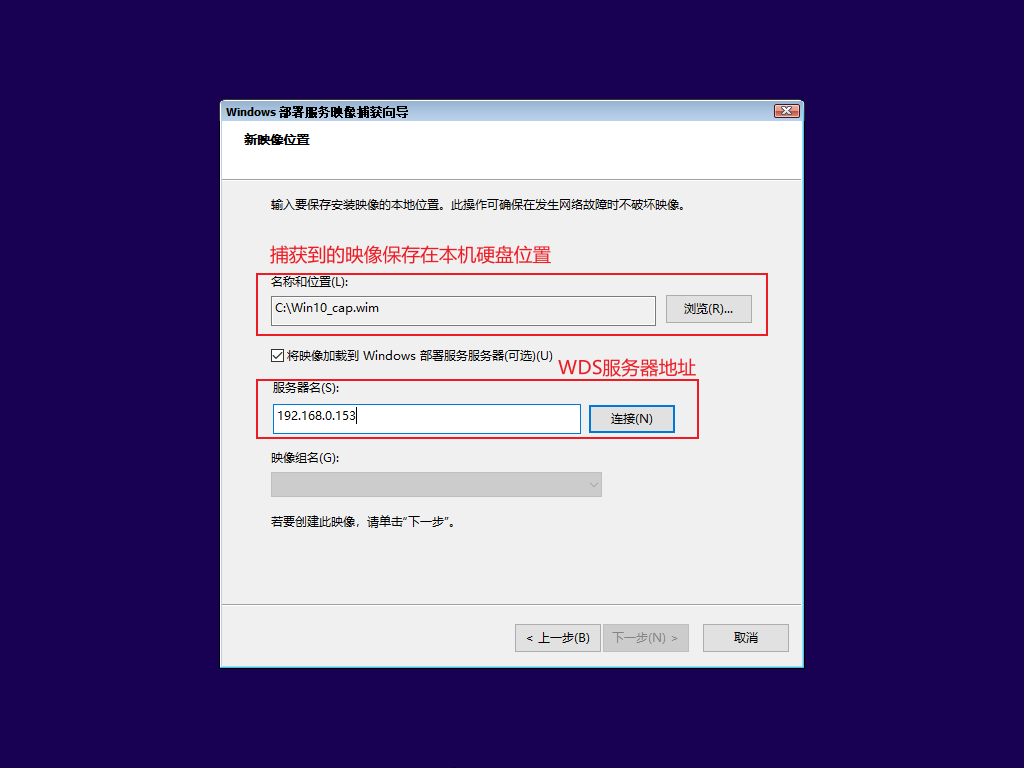 Windows 部署服务映像捕获向导
新映像位置
输入要保存安装映像的本地位置。此操作可确保在发生网络故障时不破坏映像。
捕获到的映像保存在本机硬盘位置
名称和位置(L):
C:\Win10_cap.wim
浏览(R)...
将映像加载到 Windows 部署服务服务器(可选)(U)
WDS服务器地址
服务器名(S):
192.168.0.153
连接(N)
映像组名(G):
若要创建此映像，请单击“下一步”。
< 上一步(B)
下一步(N) >
取消